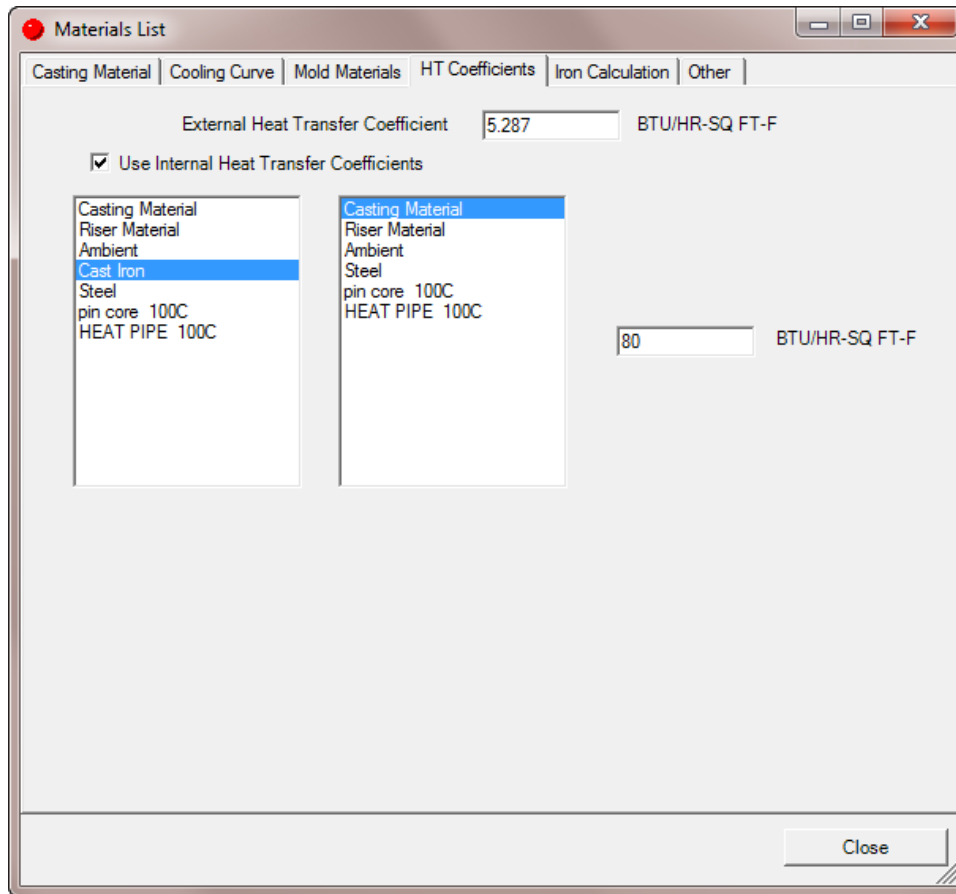 Materials List
Casting Material Cooling Curve Mold Materials HT Coefficients Iron Calculation Other
External Heat Transfer Coefficient 5.287 BTU/HR-SQ FT-F
Use Internal Heat Transfer Coefficients
Casting Material
Riser Material
Ambient
Cast Iron
Steel
pin core 100C
HEAT PIPE 100C
Casting Material
Riser Material
Ambient
Steel
pin core 100C
HEAT PIPE 100C
80 BTU/HR-SQ FT-F
Close